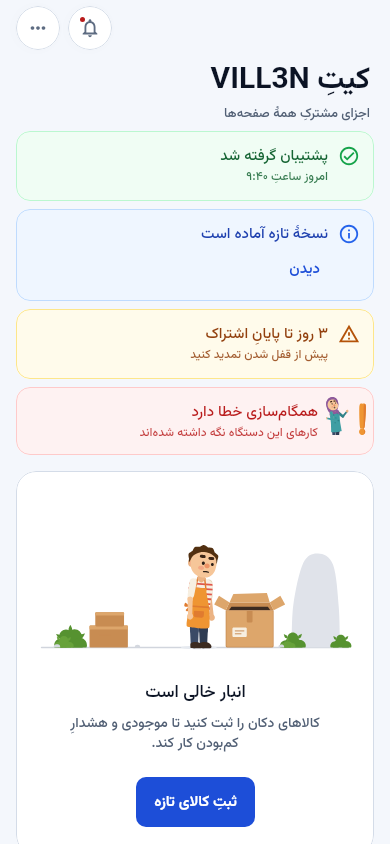 کیتِ VILL3N
اجزای مشترکِ همهٔ صفحه‌ها
پشتیبان گرفته شد
امروز ساعتِ ۹:۴۰
نسخهٔ تازه آماده است
دیدن
۳ روز تا پایانِ اشتراک
پیش از قفل شدن تمدید کنید
همگام‌سازی خطا دارد
کارهای این دستگاه نگه داشته شده‌اند
انبار خالی است
کالاهای دکان را ثبت کنید تا موجودی و هشدارِ
کم‌بودن کار کند.
ثبتِ کالای تازه